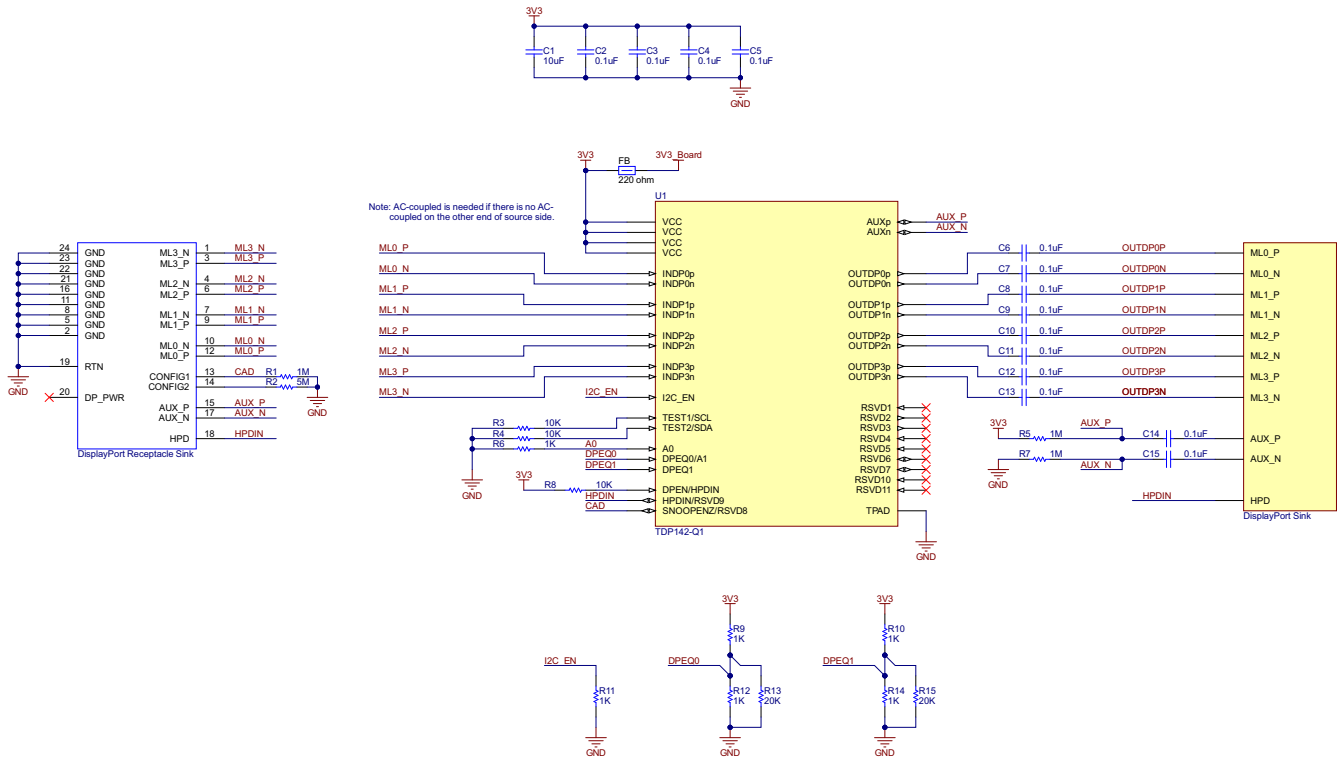 3V3
C1 C2 C3 C4 C5
10uF 0.1uF 0.1uF 0.1uF 0.1uF
GND
3V3 FB 3V3_Board
220 ohm
Note: AC-coupled is needed if there is no AC-
coupled on the other end of source side.
24 GND ML3_N 1 ML3_N
23 GND ML3_P 3 ML3_P
22 GND
21 GND ML2_N 4 ML2_N
16 GND ML2_P 6 ML2_P
11 GND
8 GND ML1_N 7 ML1_N
5 GND ML1_P 9 ML1_P
2 GND
ML0_N 10 ML0_N
ML0_P 12 ML0_P
19 RTN
CONFIG1 13 CAD R1 1M
CONFIG2 14 R2 5M
20 DP_PWR
AUX_P 15 AUX_P
AUX_N 17 AUX_N
HPD 18 HPDIN
GND
GND
DisplayPort Receptacle Sink
ML0_P
ML0_N
ML1_P
ML1_N
ML2_P
ML2_N
ML3_P
ML3_N
I2C_EN
R3 10K
R4 10K
R6 1K
A0
DPEQ0
DPEQ1
GND
3V3
R8 10K
HPDIN
CAD
U1
VCC
VCC
VCC
VCC
INDP0p
INDP0n
INDP1p
INDP1n
INDP2p
INDP2n
INDP3p
INDP3n
I2C_EN
TEST1/SCL
TEST2/SDA
A0
DPEQ0/A1
DPEQ1
DPEN/HPDIN
HPDIN/RSVD9
SNOOPENZ/RSVD8
AUXp
AUXn
OUTDP0p
OUTDP0n
OUTDP1p
OUTDP1n
OUTDP2p
OUTDP2n
OUTDP3p
OUTDP3n
RSVD1
RSVD2
RSVD3
RSVD4
RSVD5
RSVD6
RSVD7
RSVD10
RSVD11
TPAD
TDP142-Q1
GND
AUX_P
AUX_N
C6 0.1uF OUTDP0P
C7 0.1uF OUTDP0N
C8 0.1uF OUTDP1P
C9 0.1uF OUTDP1N
C10 0.1uF OUTDP2P
C11 0.1uF OUTDP2N
C12 0.1uF OUTDP3P
C13 0.1uF OUTDP3N
3V3 AUX_P
R5 1M C14 0.1uF
R7 1M C15 0.1uF
GND AUX_N
HPDIN
ML0_P
ML0_N
ML1_P
ML1_N
ML2_P
ML2_N
ML3_P
ML3_N
AUX_P
AUX_N
HPD
DisplayPort Sink
I2C_EN
R11
1K
GND
3V3
R9
1K
DPEQ0
R12 R13
1K 20K
GND
3V3
R10
1K
DPEQ1
R14 R15
1K 20K
GND